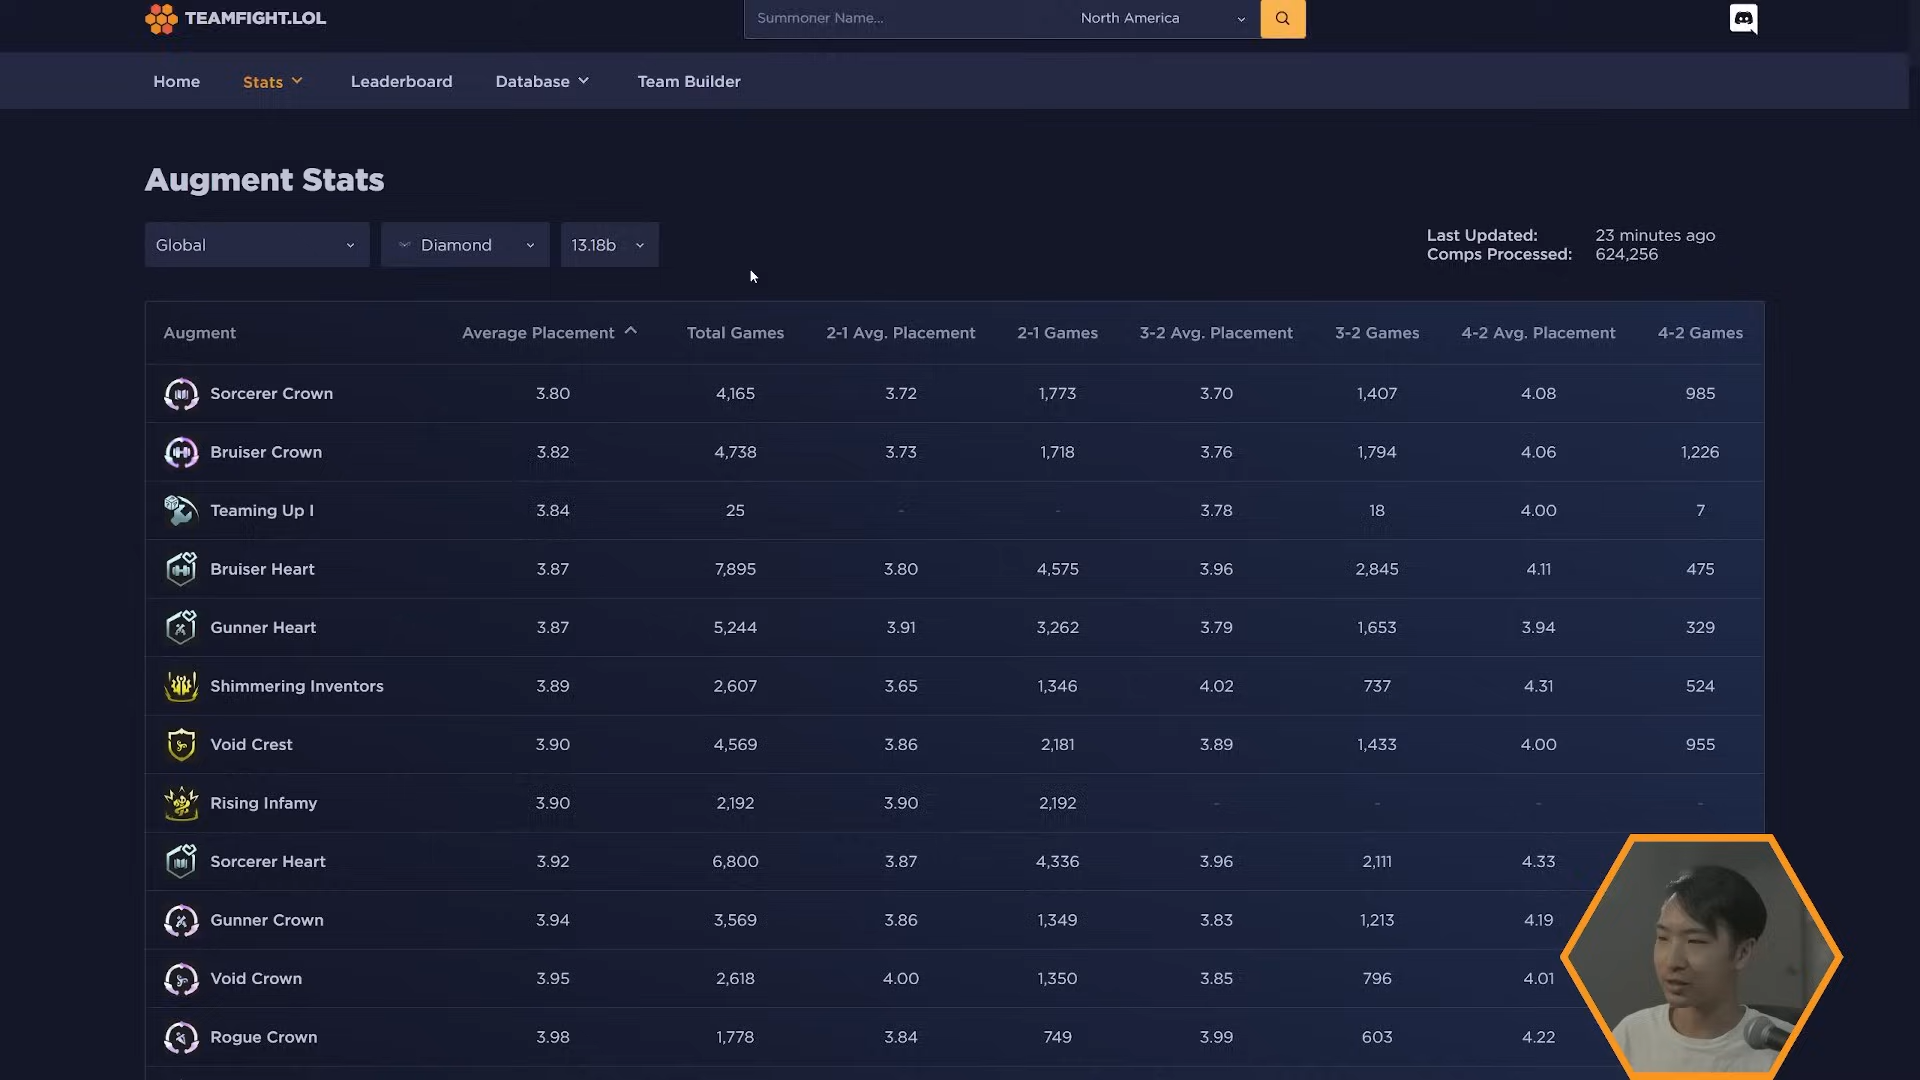 TEAMFIGHT.LOL
Summoner Name...
North America
Home
Stats
Leaderboard
Database
Team Builder
Augment Stats
Global
Diamond
13.18b
Last Updated: 23 minutes ago
Comps Processed: 624,256
Augment Average Placement Total Games 2-1 Avg. Placement 2-1 Games 3-2 Avg. Placement 3-2 Games 4-2 Avg. Placement 4-2 Games
Sorcerer Crown 3.80 4,165 3.72 1,773 3.70 1,407 4.08 985
Bruiser Crown 3.82 4,738 3.73 1,718 3.76 1,794 4.06 1,226
Teaming Up I 3.84 25 - - 3.78 18 4.00 7
Bruiser Heart 3.87 7,895 3.80 4,575 3.96 2,845 4.11 475
Gunner Heart 3.87 5,244 3.91 3,262 3.79 1,653 3.94 329
Shimmering Inventors 3.89 2,607 3.65 1,346 4.02 737 4.31 524
Void Crest 3.90 4,569 3.86 2,181 3.89 1,433 4.00 955
Rising Infamy 3.90 2,192 3.90 2,192 - - - -
Sorcerer Heart 3.92 6,800 3.87 4,336 3.96 2,111 4.33
Gunner Crown 3.94 3,569 3.86 1,349 3.83 1,213 4.19
Void Crown 3.95 2,618 4.00 1,350 3.85 796 4.01
Rogue Crown 3.98 1,778 3.84 749 3.99 603 4.22